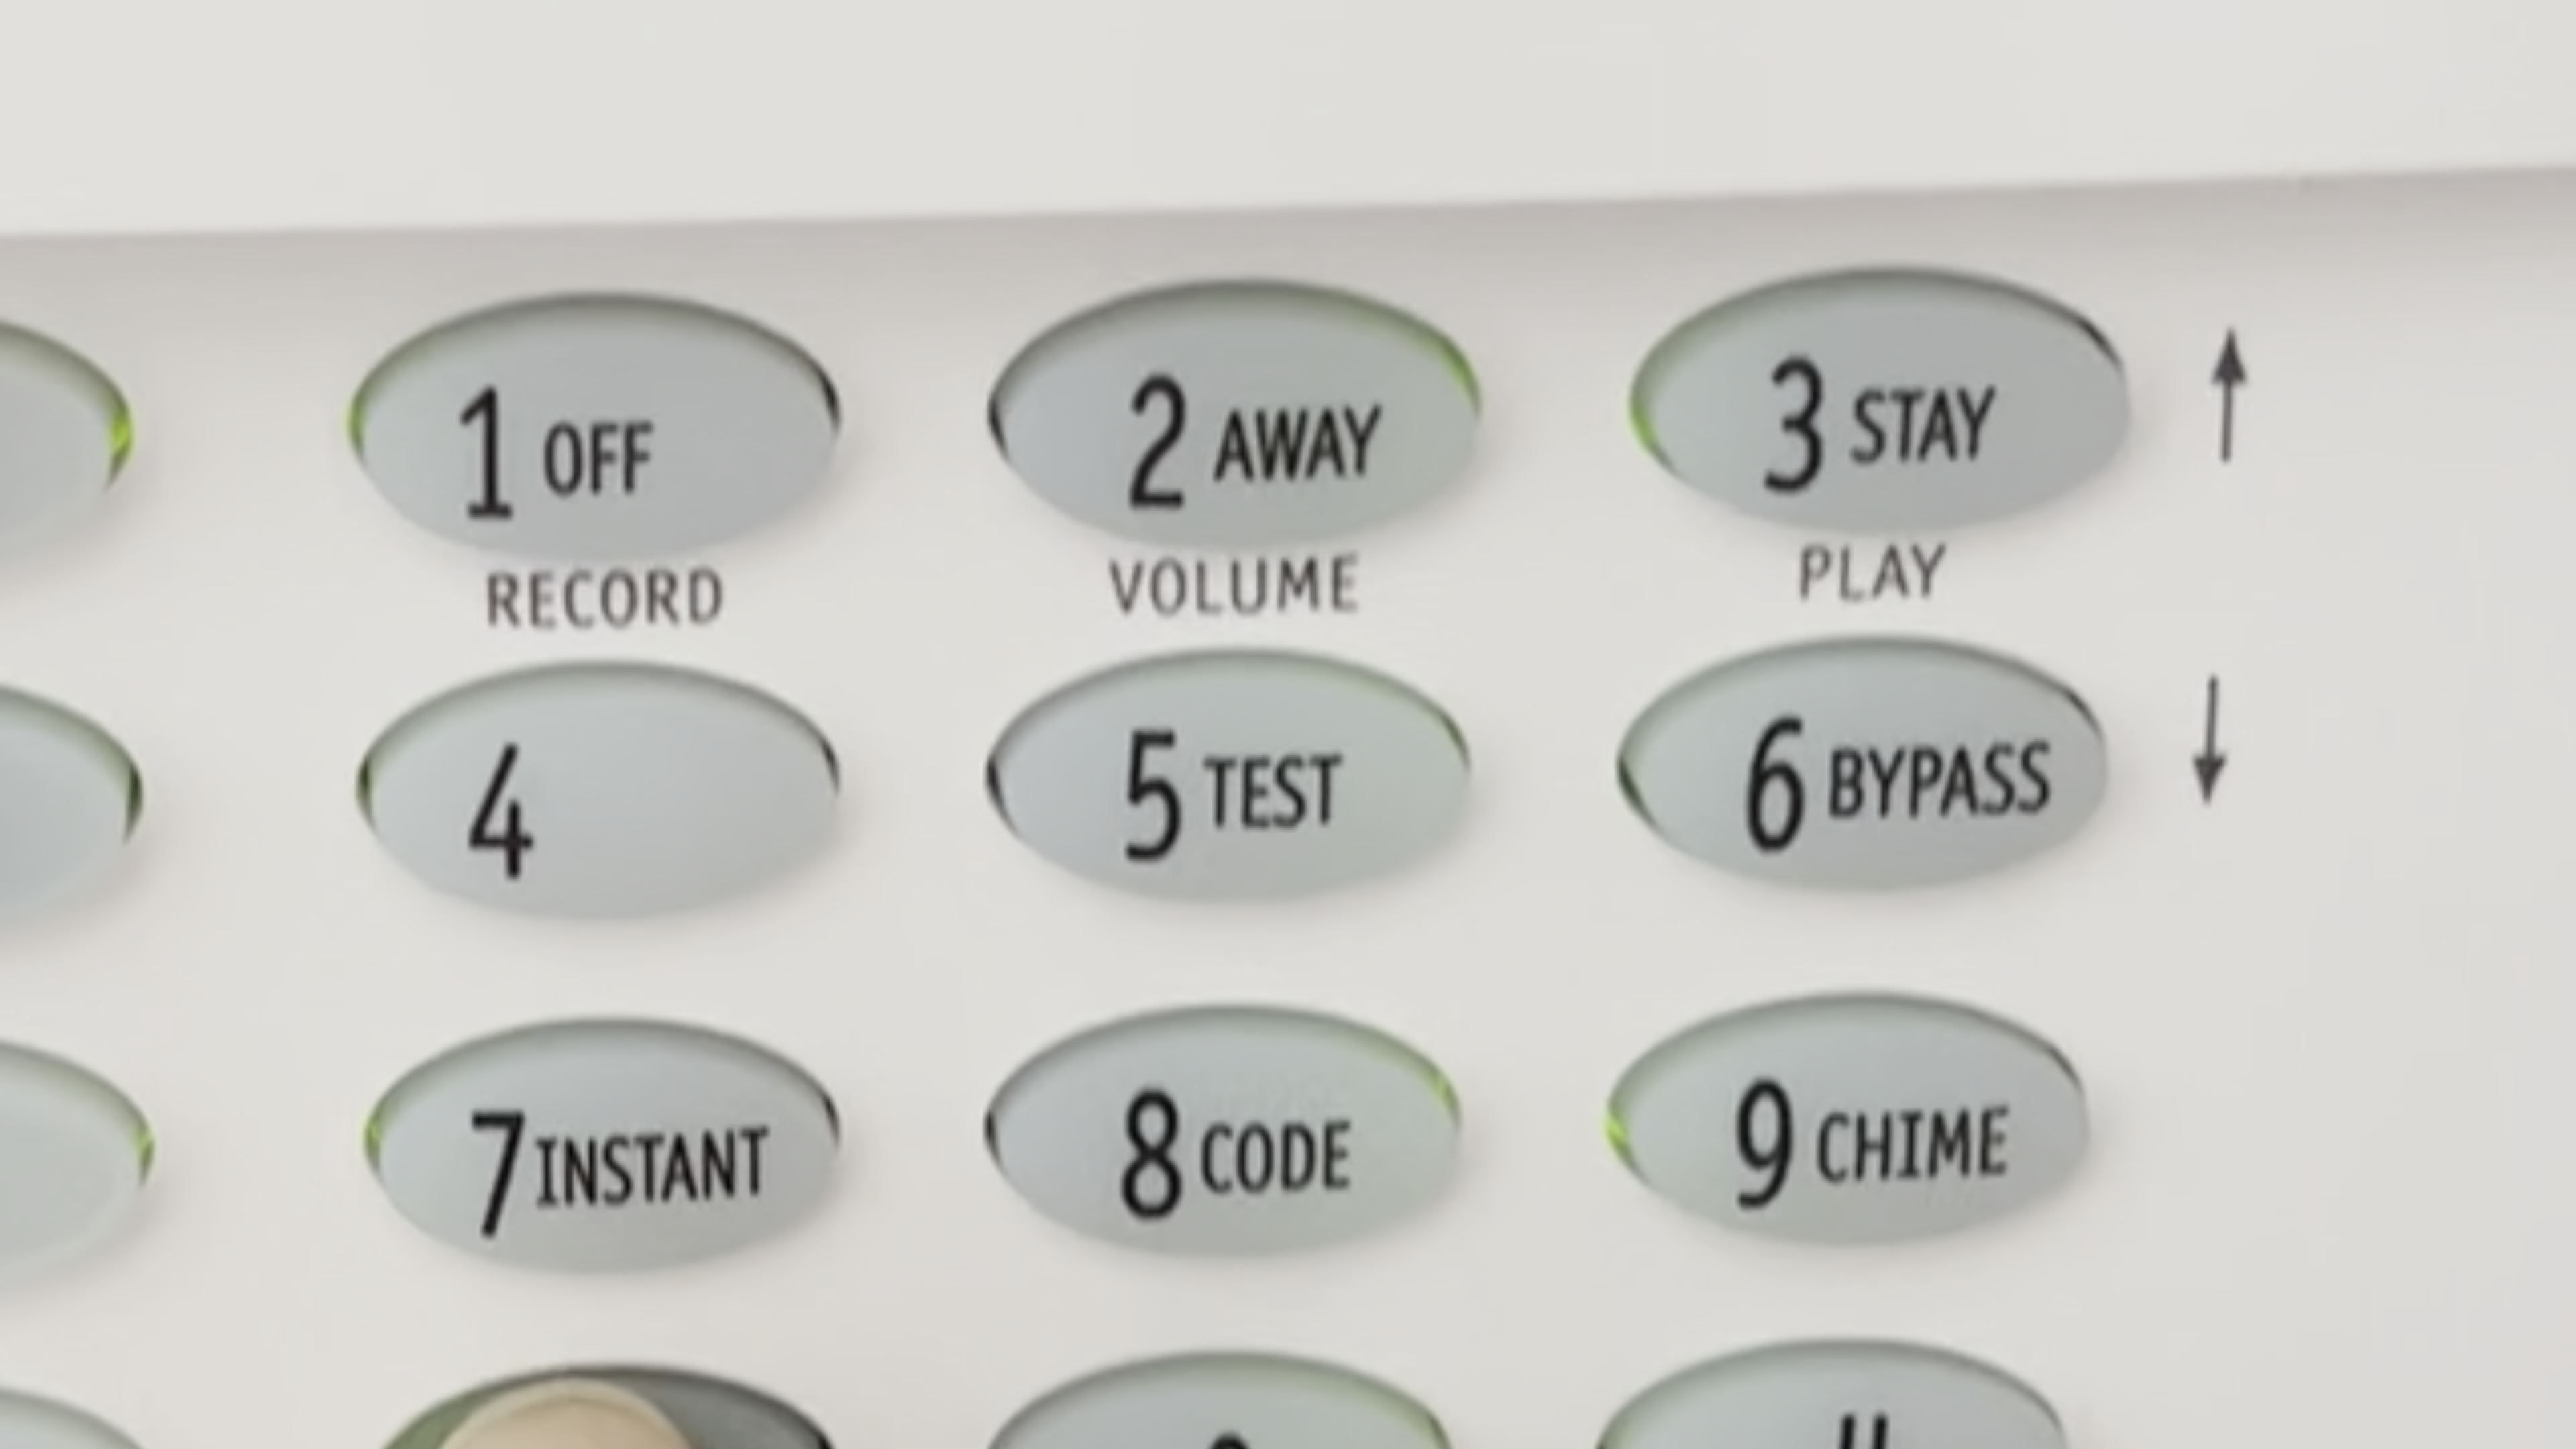 1 OFF
2 AWAY
3 STAY
RECORD
VOLUME
PLAY
4
5 TEST
6 BYPASS
7 INSTANT
8 CODE
9 CHIME